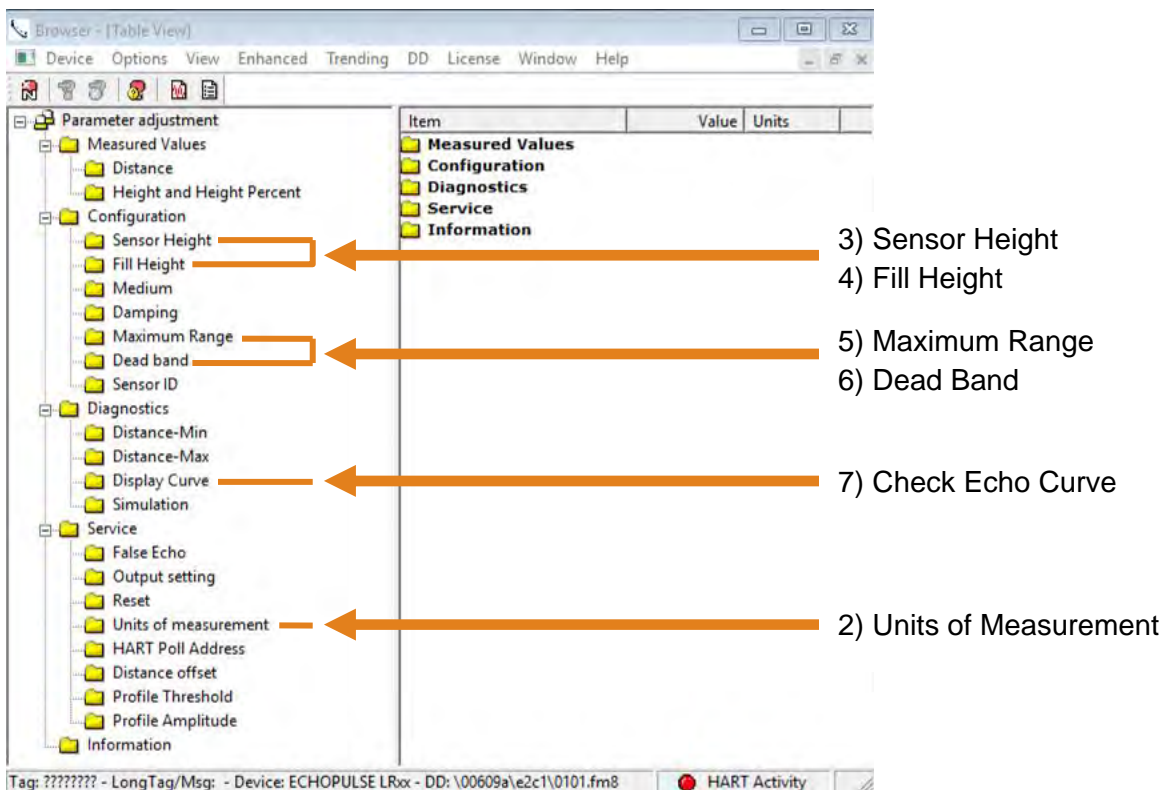 Browser - [Table View]
Device Options View Enhanced Trending DD License Window Help
Parameter adjustment
Measured Values
Distance
Height and Height Percent
Configuration
Sensor Height
Fill Height
Medium
Damping
Maximum Range
Dead band
Sensor ID
Diagnostics
Distance-Min
Distance-Max
Display Curve
Simulation
Service
False Echo
Output setting
Reset
Units of measurement
HART Poll Address
Distance offset
Profile Threshold
Profile Amplitude
Information
Item Value Units
Measured Values
Configuration
Diagnostics
Service
Information
3) Sensor Height
4) Fill Height
5) Maximum Range
6) Dead Band
7) Check Echo Curve
2) Units of Measurement
Tag: ???????? - LongTag/Msg: - Device: ECHOPULSE LRxx - DD: \00609a\e2c1\0101.fm8 HART Activity